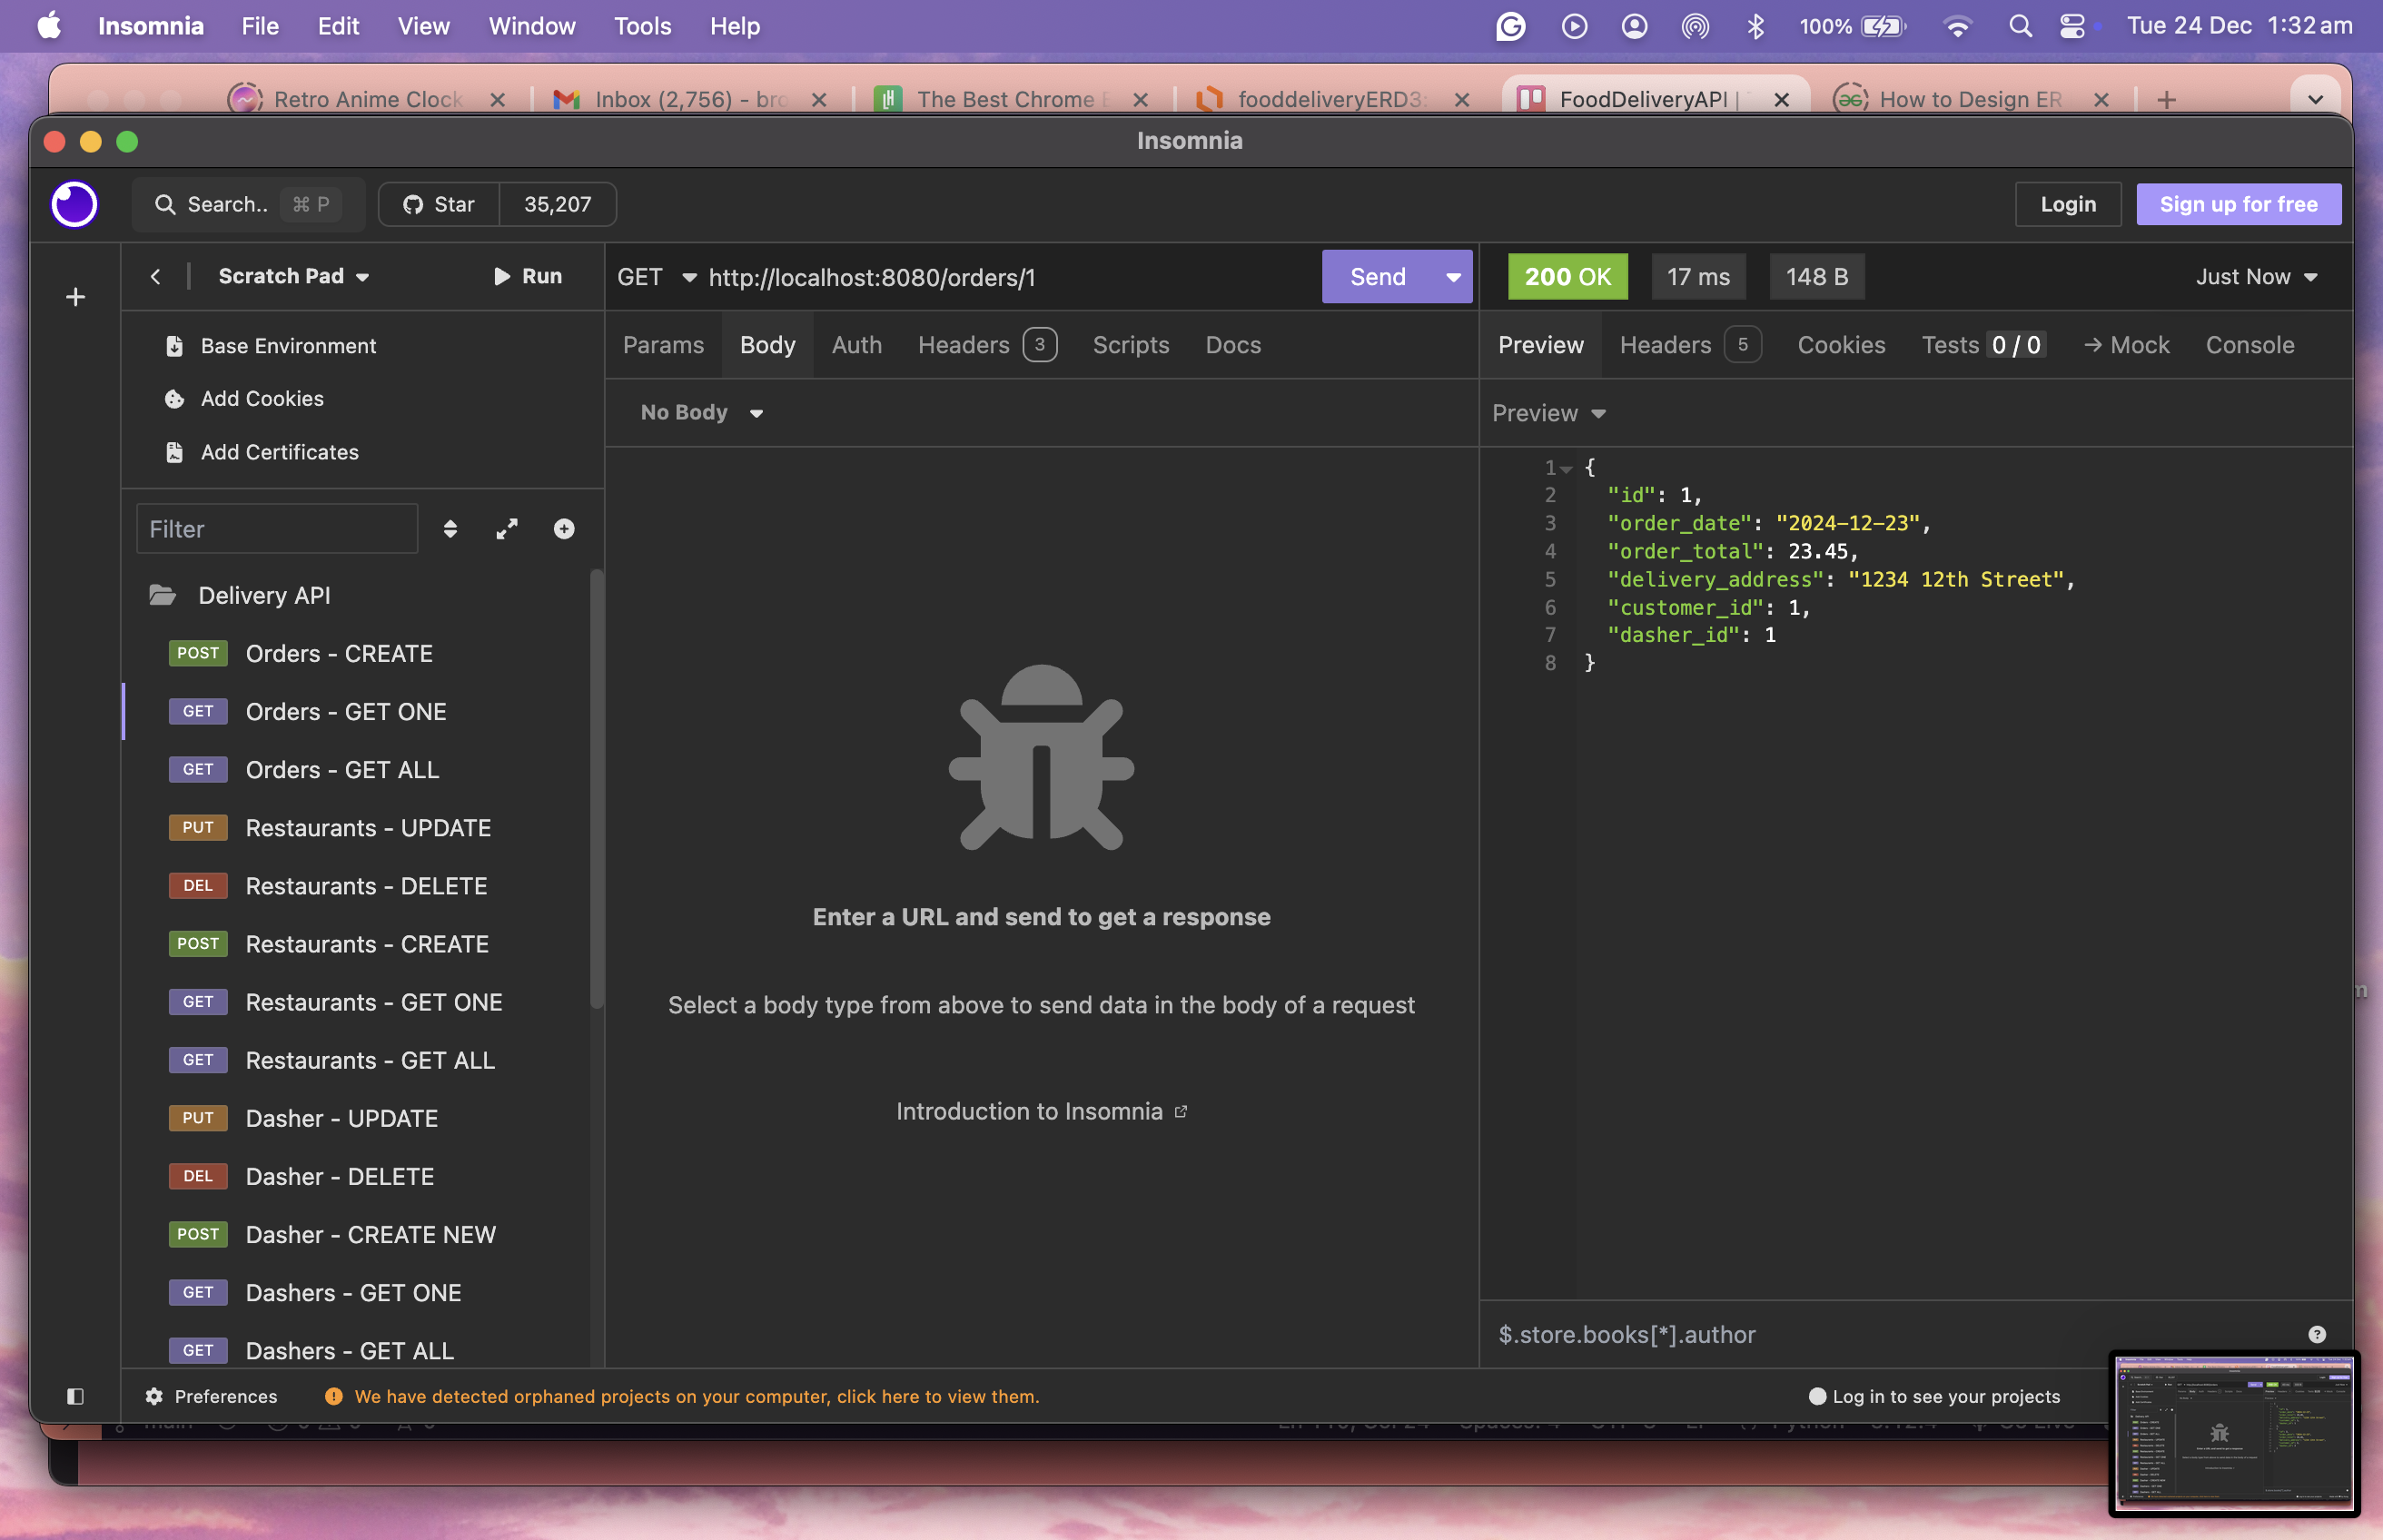 Insomnia File Edit View Window Tools Help 100% Tue 24 Dec 1:32 am
Retro Anime Clock Inbox (2,756) - bro The Best Chrome fooddeliveryERD3: FoodDeliveryAPI | How to Design ER
Insomnia
Search.. ⌘ P Star 35,207 Login Sign up for free
Scratch Pad Run GET http://localhost:8080/orders/1 Send 200 OK 17 ms 148 B Just Now
Base Environment
Add Cookies
Add Certificates
Params Body Auth Headers 3 Scripts Docs
Preview Headers 5 Cookies Tests 0 / 0 → Mock Console
No Body
Preview
Filter
Delivery API
POST Orders - CREATE
GET Orders - GET ONE
GET Orders - GET ALL
PUT Restaurants - UPDATE
DEL Restaurants - DELETE
POST Restaurants - CREATE
GET Restaurants - GET ONE
GET Restaurants - GET ALL
PUT Dasher - UPDATE
DEL Dasher - DELETE
POST Dasher - CREATE NEW
GET Dashers - GET ONE
GET Dashers - GET ALL
Enter a URL and send to get a response
Select a body type from above to send data in the body of a request
Introduction to Insomnia
1 {
2 "id": 1,
3 "order_date": "2024-12-23",
4 "order_total": 23.45,
5 "delivery_address": "1234 12th Street",
6 "customer_id": 1,
7 "dasher_id": 1
8 }
$.store.books[*].author
Preferences We have detected orphaned projects on your computer, click here to view them. Log in to see your projects